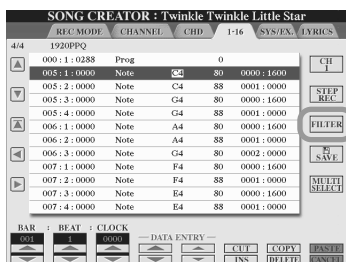 SONG CREATOR : Twinkle Twinkle Little Star
REC MODE CHANNEL CHD 1-16 SYS/EX. LYRICS
4/4 1920PPQ
000 : 1 : 0288 Prog 0
005 : 1 : 0000 Note C4 80 0000 : 1600
005 : 2 : 0000 Note C4 88 0001 : 0000
005 : 3 : 0000 Note G4 80 0000 : 1600
005 : 4 : 0000 Note G4 88 0001 : 0000
006 : 1 : 0000 Note A4 80 0000 : 1600
006 : 2 : 0000 Note A4 88 0001 : 0000
006 : 3 : 0000 Note G4 80 0002 : 0000
007 : 1 : 0000 Note F4 80 0000 : 1600
007 : 2 : 0000 Note F4 88 0001 : 0000
007 : 3 : 0000 Note E4 80 0000 : 1600
007 : 4 : 0000 Note E4 88 0001 : 0000
CH
1
STEP
REC
FILTER
SAVE
MULTI
SELECT
BAR : BEAT : CLOCK
001 1 0000
DATA ENTRY
CUT COPY PASTE
INS DELETE CANCEL